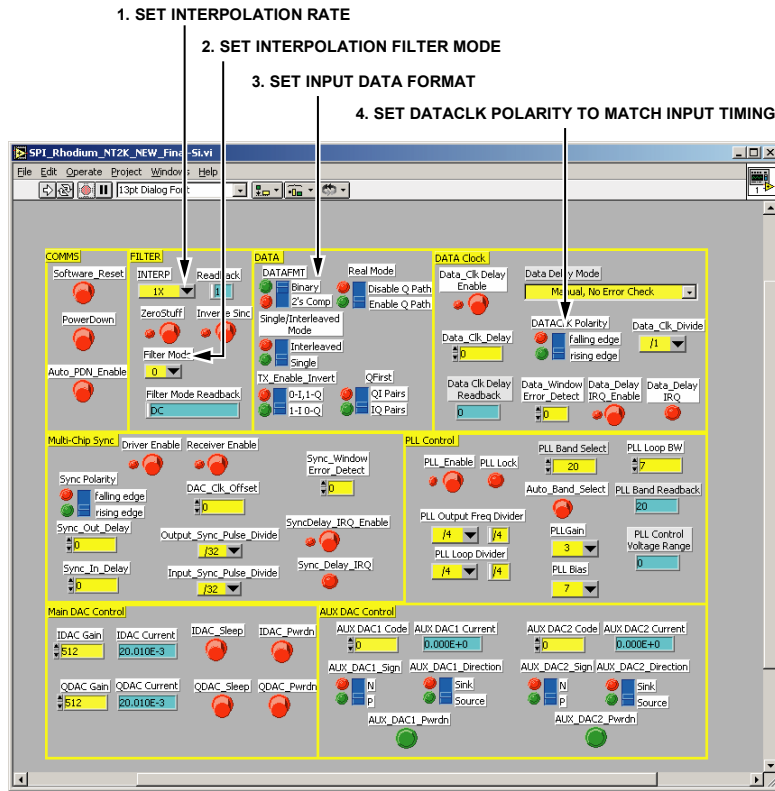 1. SET INTERPOLATION RATE
2. SET INTERPOLATION FILTER MODE
3. SET INPUT DATA FORMAT
4. SET DATACLK POLARITY TO MATCH INPUT TIMING
SPI_Rhodium_NT2K_NEW_Final-Si.vi
File Edit Operate Project Windows Help
13pt Dialog Font
1
COMMS
Software_Reset
PowerDown
Auto_PDN_Enable
FILTER
INTERP
Readback
1X
ZeroStuff
Inverse Sinc
Filter Mode
0
Filter Mode Readback
DC
DATA
DATAFMT
Binary
2's Comp
Real Mode
Disable Q Path
Enable Q Path
Single/Interleaved
Mode
Interleaved
Single
TX_Enable_Invert
0-I,1-Q
1-I 0-Q
QFirst
QI Pairs
IQ Pairs
DATA Clock
Data_Clk Delay
Enable
Data Delay Mode
Manual, No Error Check
Data_Clk_Delay
0
DATACLK Polarity
falling edge
rising edge
Data_Clk_Divide
/1
Data Clk Delay
Readback
0
Data_Window
Error_Detect
0
Data_Delay
IRQ_Enable
Data_Delay
IRQ
Multi-Chip Sync
Driver Enable
Receiver Enable
Sync Polarity
falling edge
rising edge
DAC_Clk_Offset
0
Sync_Window
Error_Detect
0
Sync_Out_Delay
0
Output_Sync_Pulse_Divide
/32
SyncDelay_IRQ_Enable
Sync_In_Delay
0
Input_Sync_Pulse_Divide
/32
Sync_Delay_IRQ
PLL Control
PLL_Enable
PLL Lock
PLL Band Select
20
PLL Loop BW
7
Auto_Band_Select
PLL Band Readback
20
PLL Output Freq Divider
/4
/4
PLLGain
3
PLL Control
Voltage Range
0
PLL Loop Divider
/4
/4
PLL Bias
7
Main DAC Control
IDAC Gain
512
IDAC Current
20.010E-3
IDAC_Sleep
IDAC_Pwrdn
QDAC Gain
512
QDAC Current
20.010E-3
QDAC_Sleep
QDAC_Pwrdn
AUX DAC Control
AUX DAC1 Code
0
AUX DAC1 Current
0.000E+0
AUX DAC2 Code
0
AUX DAC2 Current
0.000E+0
AUX_DAC1_Sign
N
P
AUX_DAC1_Direction
Sink
Source
AUX_DAC2_Sign
N
P
AUX_DAC2_Direction
Sink
Source
AUX_DAC1_Pwrdn
AUX_DAC2_Pwrdn